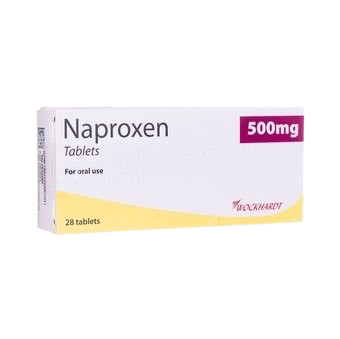 Naproxen
500mg
Tablets
For oral use
28 tablets
WOCKHARDT